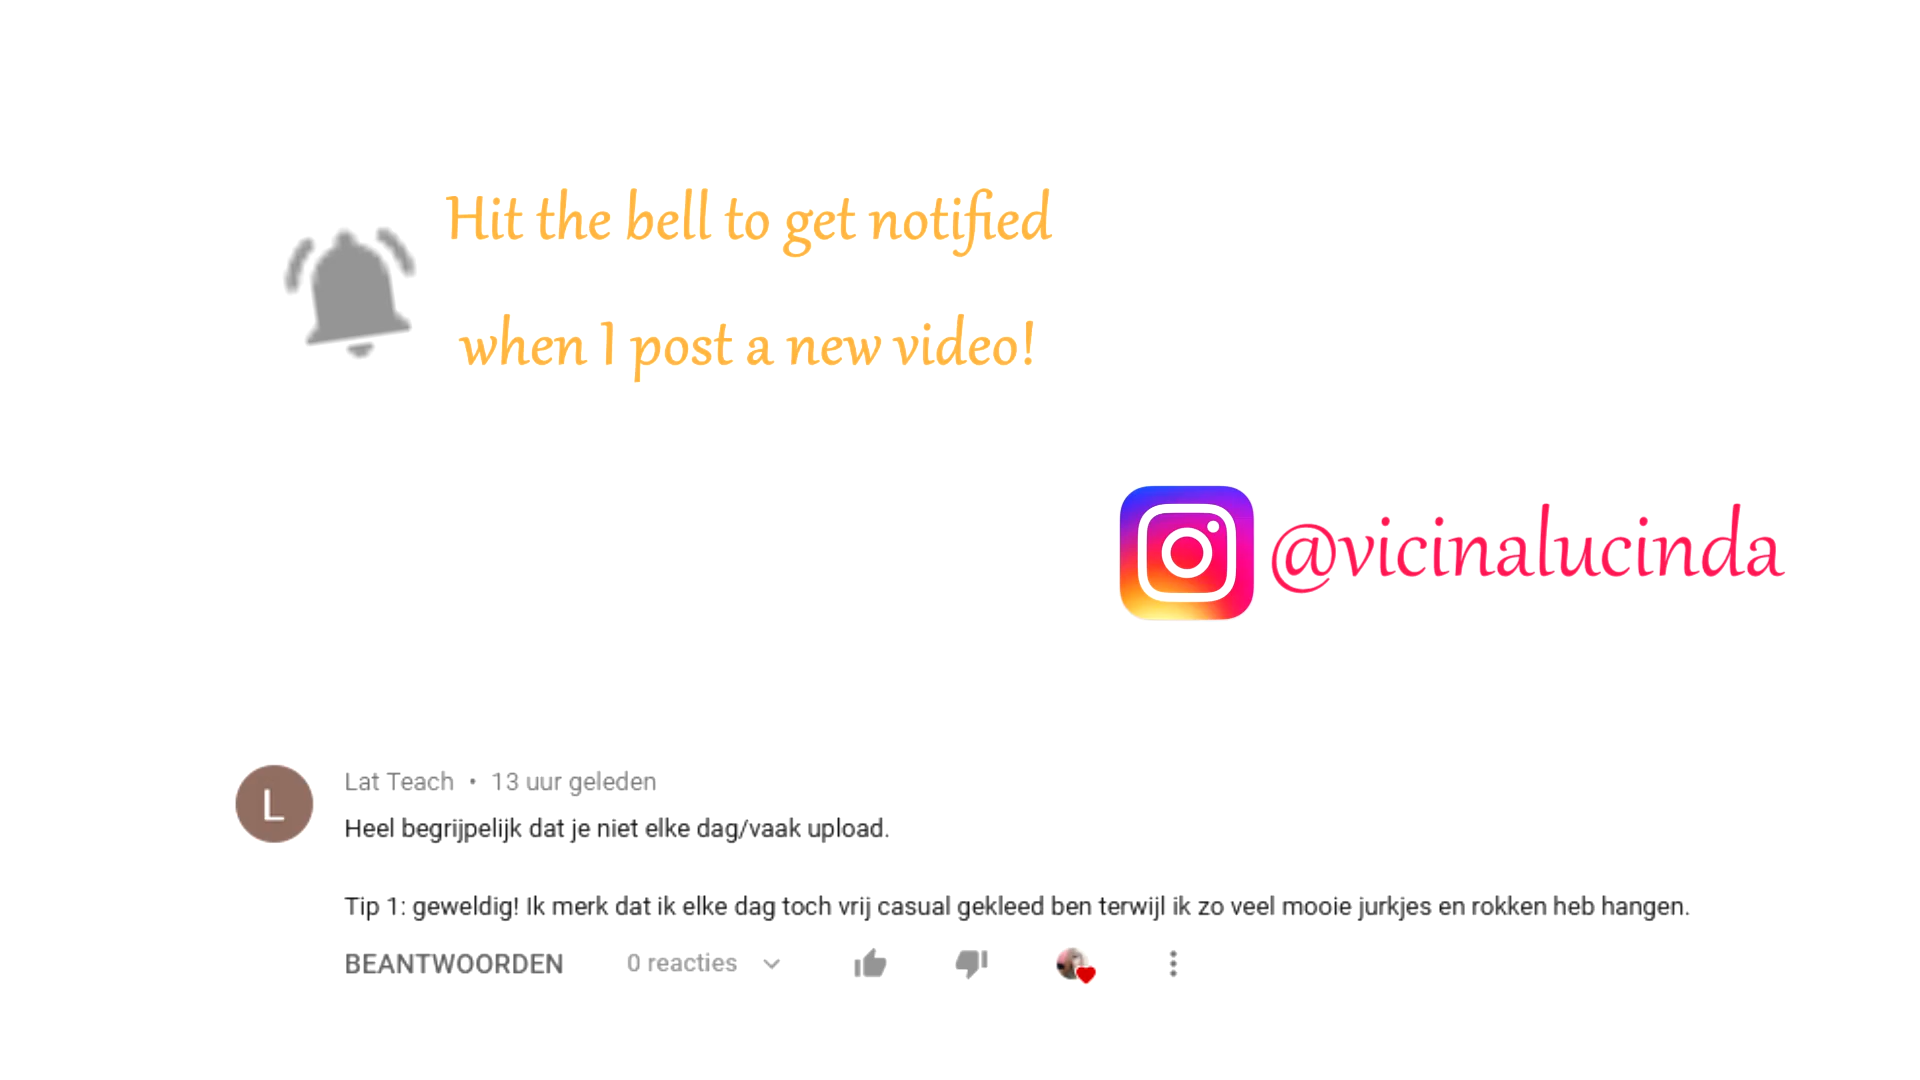 Hit the bell to get notified
when I post a new video!
@vicinalucinda
L
Lat Teach • 13 uur geleden
Heel begrijpelijk dat je niet elke dag/vaak upload.
Tip 1: geweldig! Ik merk dat ik elke dag toch vrij casual gekleed ben terwijl ik zo veel mooie jurkjes en rokken heb hangen.
BEANTWOORDEN 0 reacties